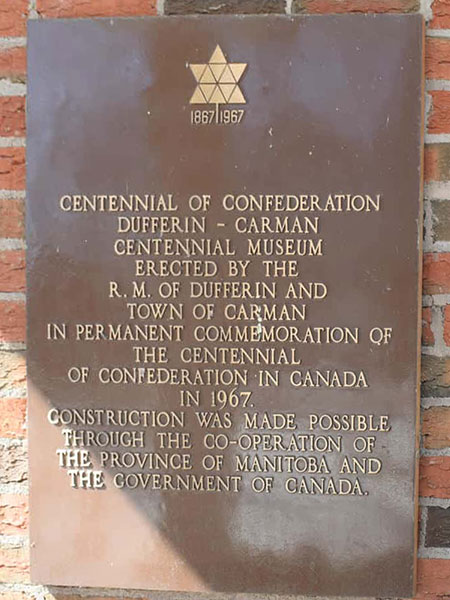 1867 1967
CENTENNIAL OF CONFEDERATION
DUFFERIN - CARMAN
CENTENNIAL MUSEUM
ERECTED BY THE
R. M. OF DUFFERIN AND
TOWN OF CARMAN
IN PERMANENT COMMEMORATION OF
THE CENTENNIAL
OF CONFEDERATION IN CANADA
IN 1967.
CONSTRUCTION WAS MADE POSSIBLE
THROUGH THE CO-OPERATION OF
THE PROVINCE OF MANITOBA AND
THE GOVERNMENT OF CANADA.